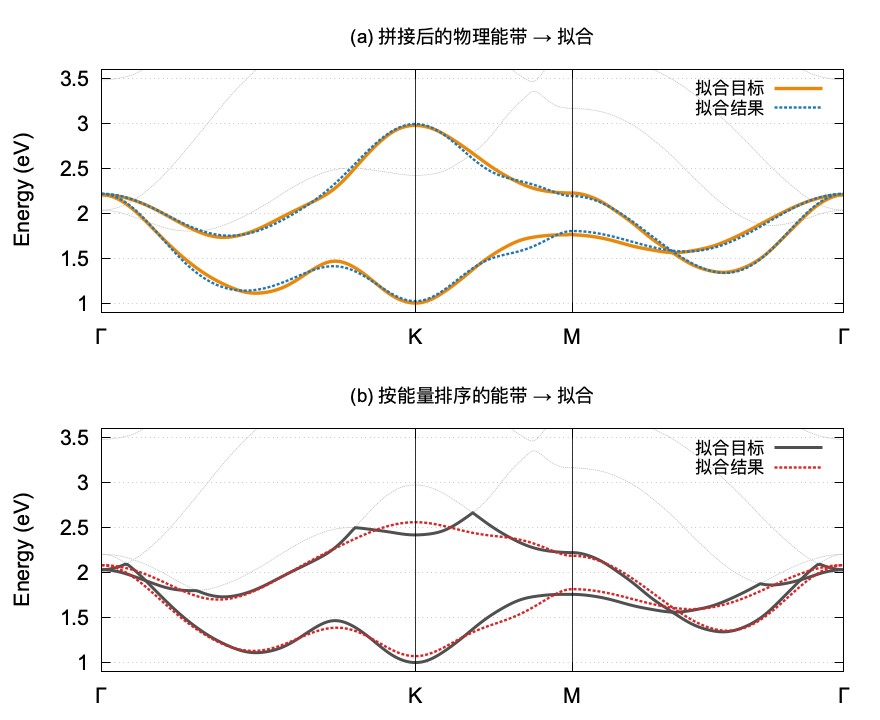 (a) 拼接后的物理能带 → 拟合
拟合目标
拟合结果
Energy (eV)
3.5
3
2.5
2
1.5
1
Γ K M Γ
(b) 按能量排序的能带 → 拟合
拟合目标
拟合结果
Energy (eV)
3.5
3
2.5
2
1.5
1
Γ K M Γ